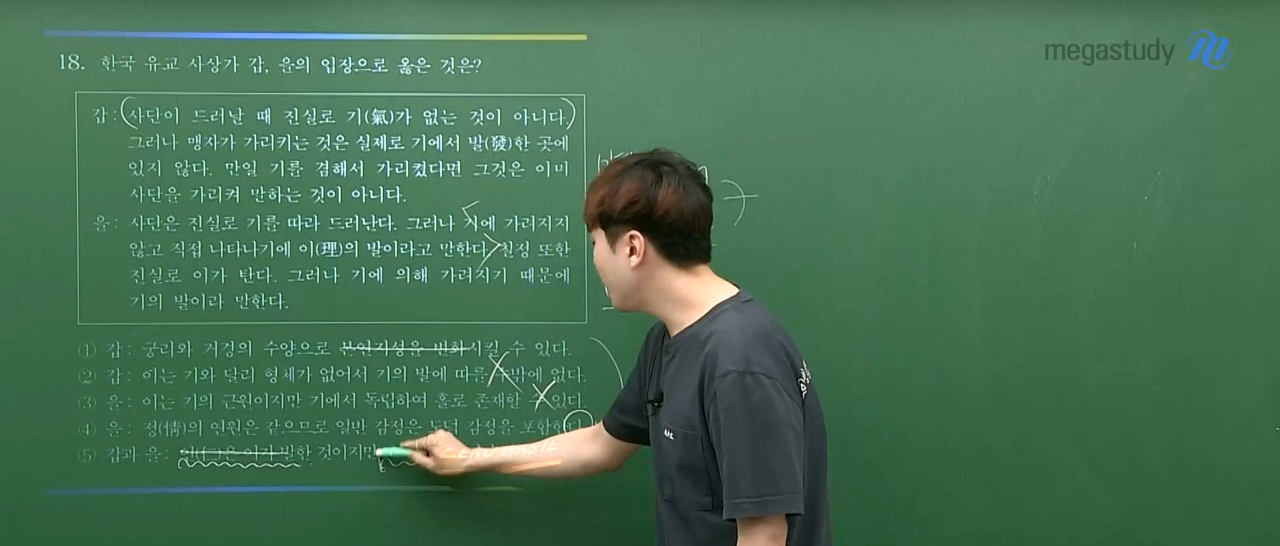 megastudy
18. 한국 유교 사상가 갑, 을의 입장으로 옳은 것은?
갑 : 사단이 드러날 때 진실로 기(氣)가 없는 것이 아니다.
그러나 맹자가 가리키는 것은 실제로 기에서 발(發)한 곳에
있지 않다. 만일 기를 겸해서 가리켰다면 그것은 이미
사단을 가리켜 말하는 것이 아니다.
을 : 사단은 진실로 기를 따라 드러난다. 그러나 기에 가려지지
않고 직접 나타나기에 이(理)의 발이라고 말한다. 칠정 또한
진실로 이가 탄다. 그러나 기에 의해 가려지기 때문에
기의 발이라 말한다.
① 갑 : 궁리와 거경의 수양으로 본연지성을 변화시킬 수 있다.
② 갑 : 이는 기와 달리 형체가 없어서 기의 발에 따를 수밖에 없다.
③ 을 : 이는 기의 근원이지만 기에서 독립하여 홀로 존재할 수 있다.
④ 을 : 정(情)의 연원은 같으므로 일반 감정은 도덕 감정을 포함한다.
⑤ 갑과 을 : 은 이가 발한 것이지만